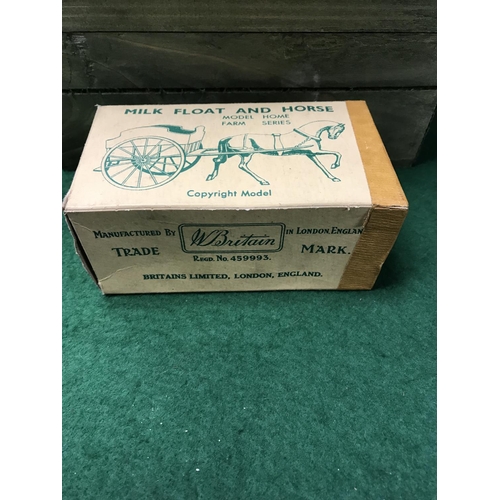 MILK FLOAT AND HORSE
MODEL HOME
FARM SERIES
Copyright Model
MANUFACTURED BY W Britain IN LONDON, ENGLAND
TRADE MARK.
REGD. NO. 459993.
BRITAINS LIMITED, LONDON, ENGLAND.